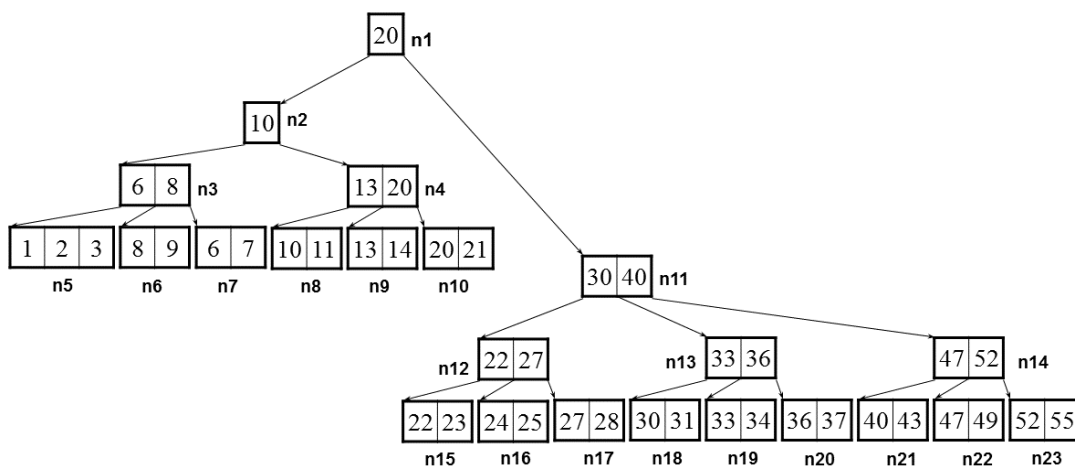 20 n1
10 n2
6 8 n3
13 20 n4
1 2 3 8 9 6 7 10 11 13 14 20 21
n5 n6 n7 n8 n9 n10
30 40 n11
n12 22 27
n13 33 36
47 52 n14
22 23 24 25 27 28 30 31 33 34 36 37 40 43 47 49 52 55
n15 n16 n17 n18 n19 n20 n21 n22 n23